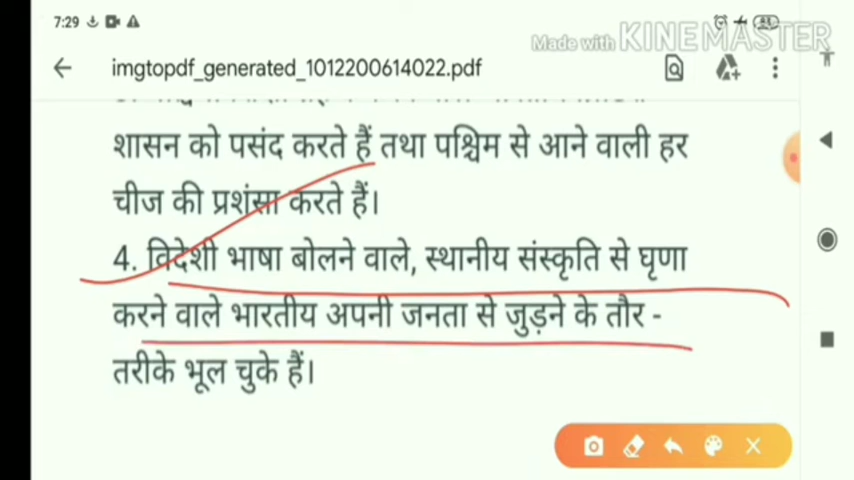 7:29
Made with KINEMASTER
imgtopdf_generated_1012200614022.pdf
शासन को पसंद करते हैं तथा पश्चिम से आने वाली हर
चीज की प्रशंसा करते हैं।
4. विदेशी भाषा बोलने वाले, स्थानीय संस्कृति से घृणा
करने वाले भारतीय अपनी जनता से जुड़ने के तौर -
तरीके भूल चुके हैं।